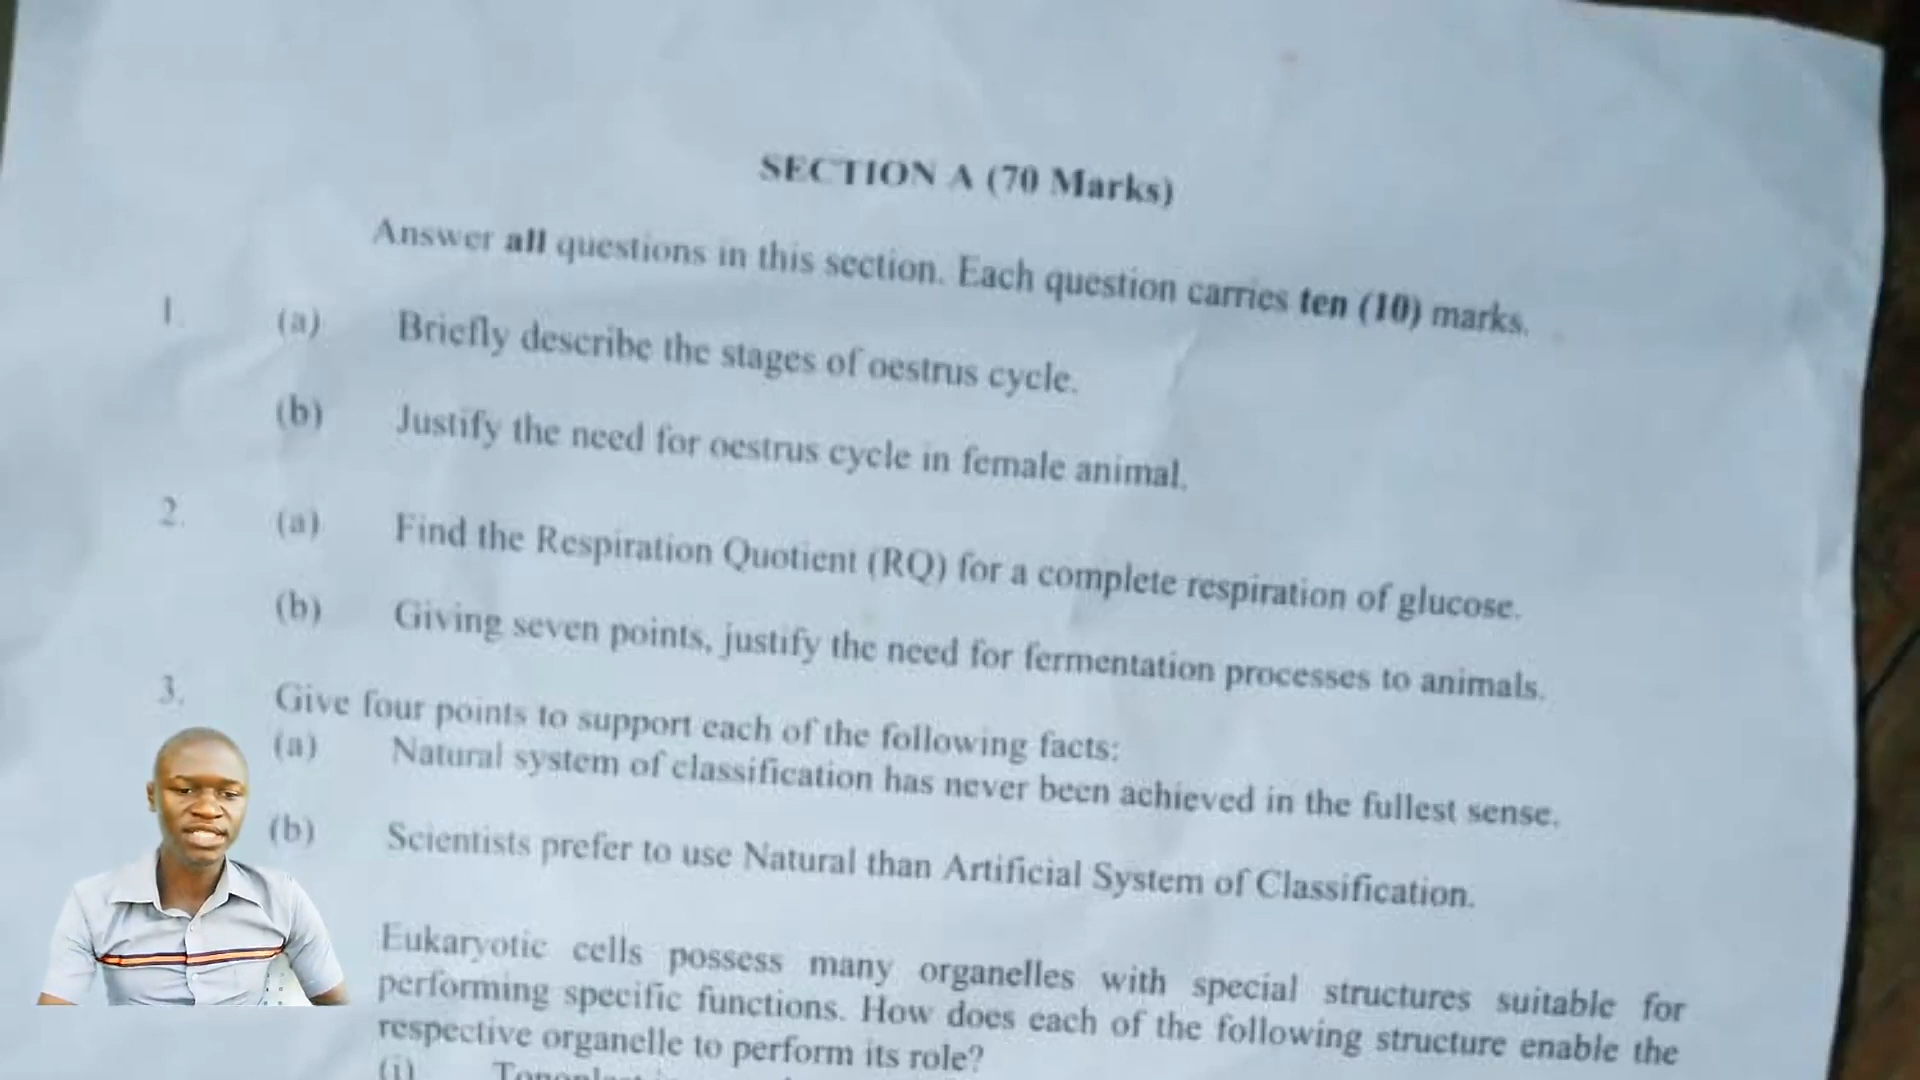 SECTION A (70 Marks)
Answer all questions in this section. Each question carries ten (10) marks.
1. (a) Briefly describe the stages of oestrus cycle.
(b) Justify the need for oestrus cycle in female animal.
2. (a) Find the Respiration Quotient (RQ) for a complete respiration of glucose.
(b) Giving seven points, justify the need for fermentation processes to animals.
3. Give four points to support each of the following facts:
(a) Natural system of classification has never been achieved in the fullest sense.
(b) Scientists prefer to use Natural than Artificial System of Classification.
Eukaryotic cells possess many organelles with special structures suitable for
performing specific functions. How does each of the following structure enable the
respective organelle to perform its role?
(i)